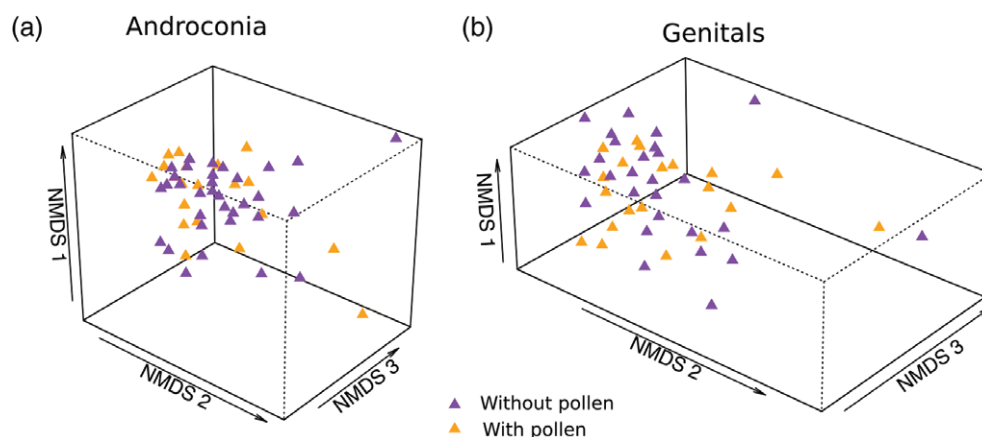 (a) Androconia
NMDS 1
NMDS 2
NMDS 3
(b) Genitals
NMDS 1
NMDS 2
NMDS 3
Without pollen
With pollen